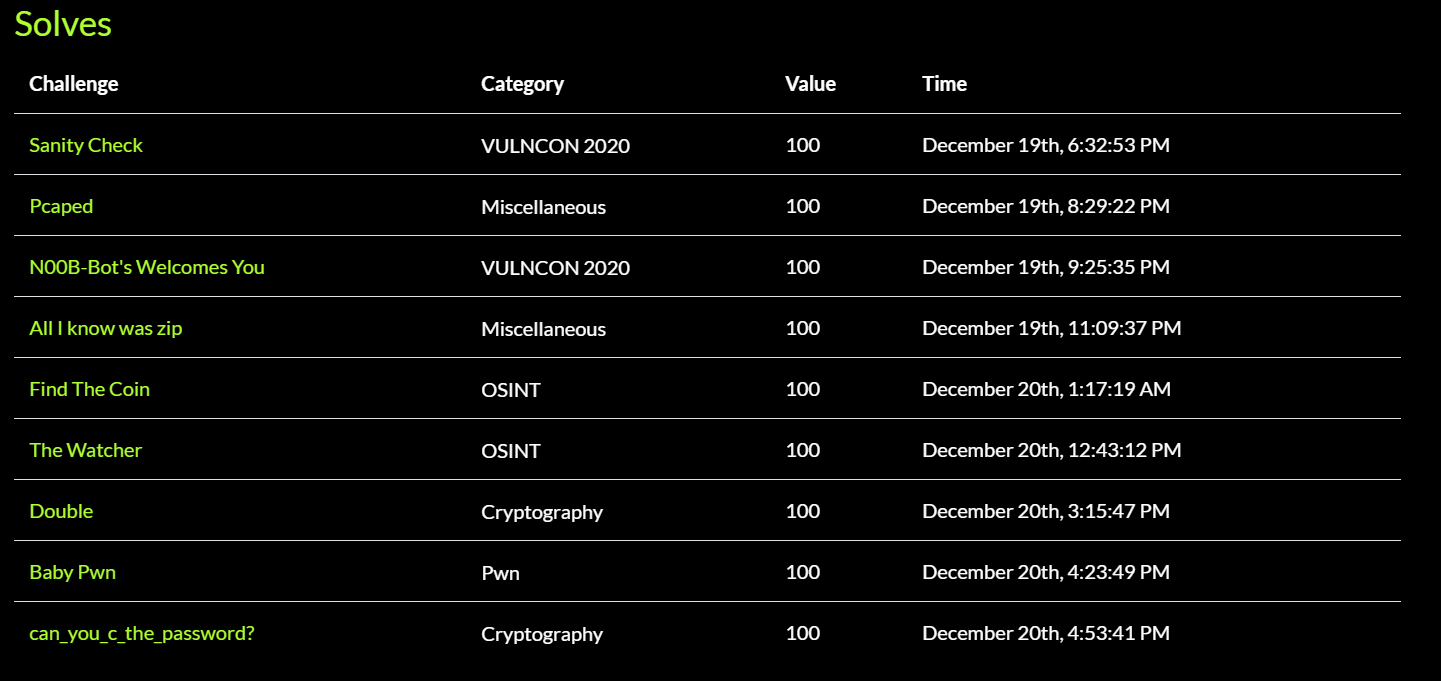 Solves
Challenge Category Value Time
Sanity Check VULNCON 2020 100 December 19th, 6:32:53 PM
Pcaped Miscellaneous 100 December 19th, 8:29:22 PM
N00B-Bot's Welcomes You VULNCON 2020 100 December 19th, 9:25:35 PM
All I know was zip Miscellaneous 100 December 19th, 11:09:37 PM
Find The Coin OSINT 100 December 20th, 1:17:19 AM
The Watcher OSINT 100 December 20th, 12:43:12 PM
Double Cryptography 100 December 20th, 3:15:47 PM
Baby Pwn Pwn 100 December 20th, 4:23:49 PM
can_you_c_the_password? Cryptography 100 December 20th, 4:53:41 PM